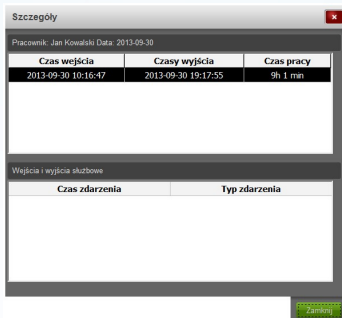 Szczegóły
Pracownik: Jan Kowalski Data: 2013-09-30
Czas wejścia Czasy wyjścia Czas pracy
2013-09-30 10:16:47 2013-09-30 19:17:55 9h 1 min
Wejścia i wyjścia służbowe
Czas zdarzenia Typ zdarzenia
Zamknij